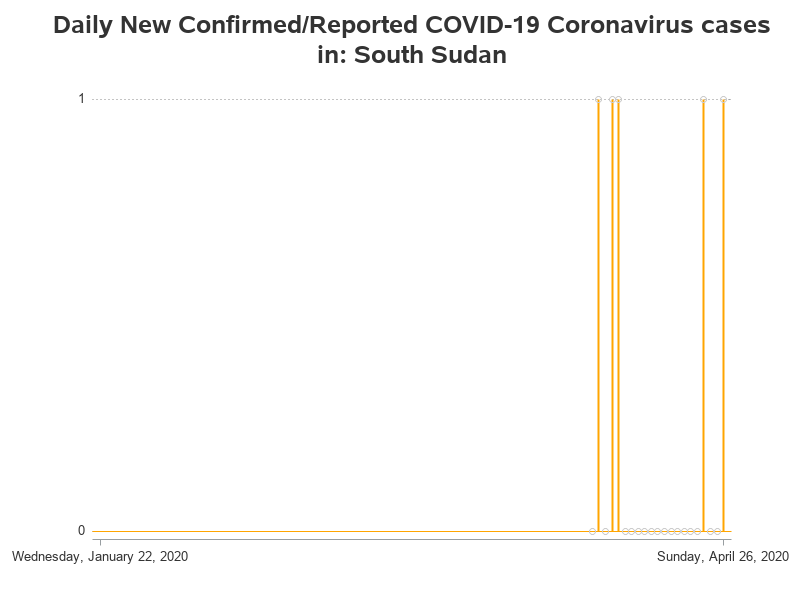 Daily New Confirmed/Reported COVID-19 Coronavirus cases
in: South Sudan
1
0
Wednesday, January 22, 2020
Sunday, April 26, 2020